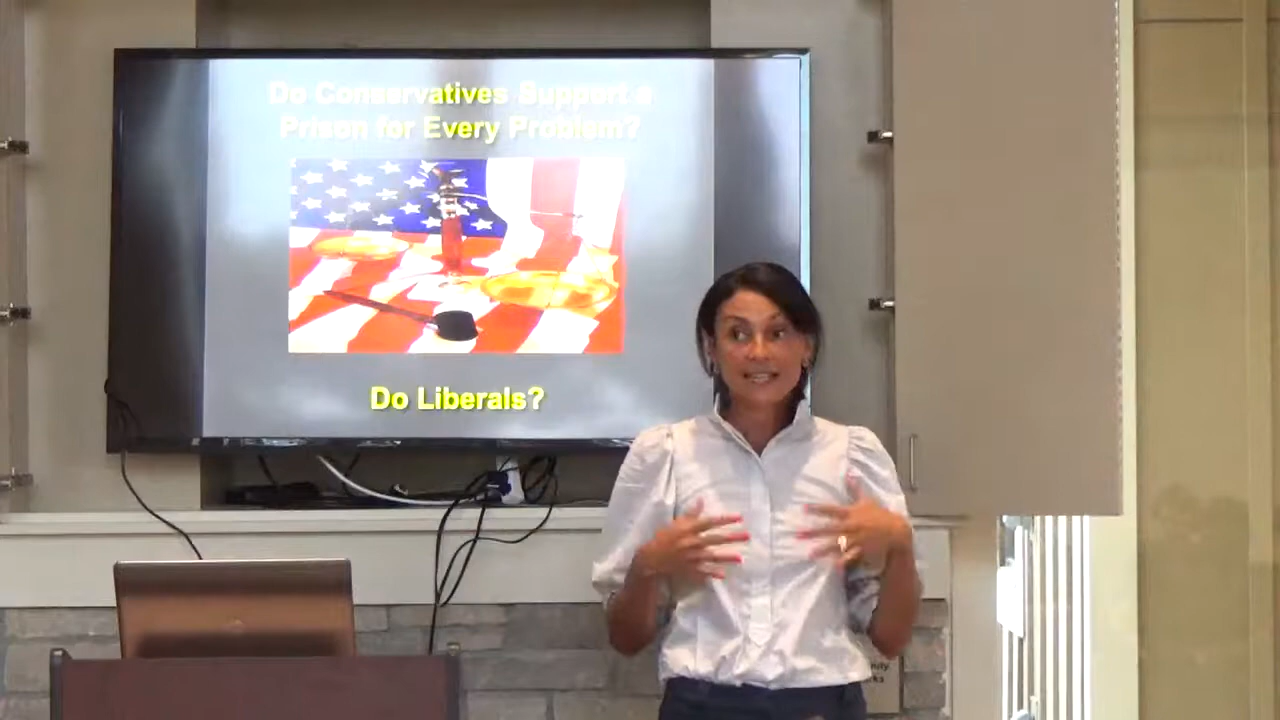 Do Conservatives Support a
Prison for Every Problem?
Do Liberals?